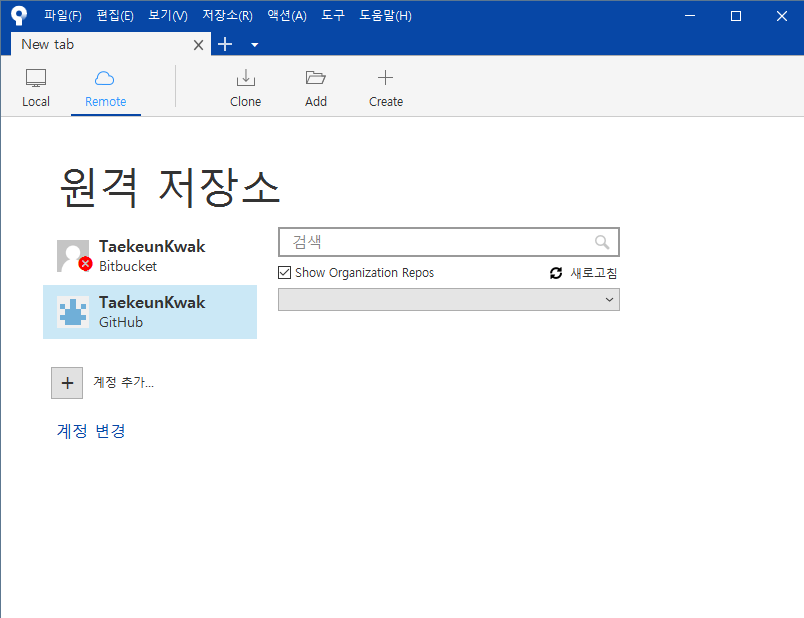 파일(F) 편집(E) 보기(V) 저장소(R) 액션(A) 도구 도움말(H)
New tab
Local Remote Clone Add Create
원격 저장소
TaekeunKwak
Bitbucket
TaekeunKwak
GitHub
계정 추가...
계정 변경
검색
Show Organization Repos 새로고침